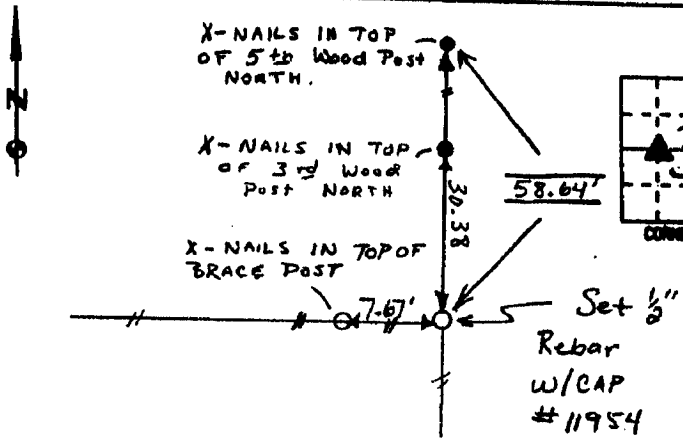 X-NAILS IN TOP
OF 5th Wood Post
NORTH.
N
X-NAILS IN TOP
OF 3rd Wood
Post NORTH
30.38
58.64'
X-NAILS IN TOP OF
BRACE POST
7.67'
Set 1/2"
Rebar
W/CAP
# 11954